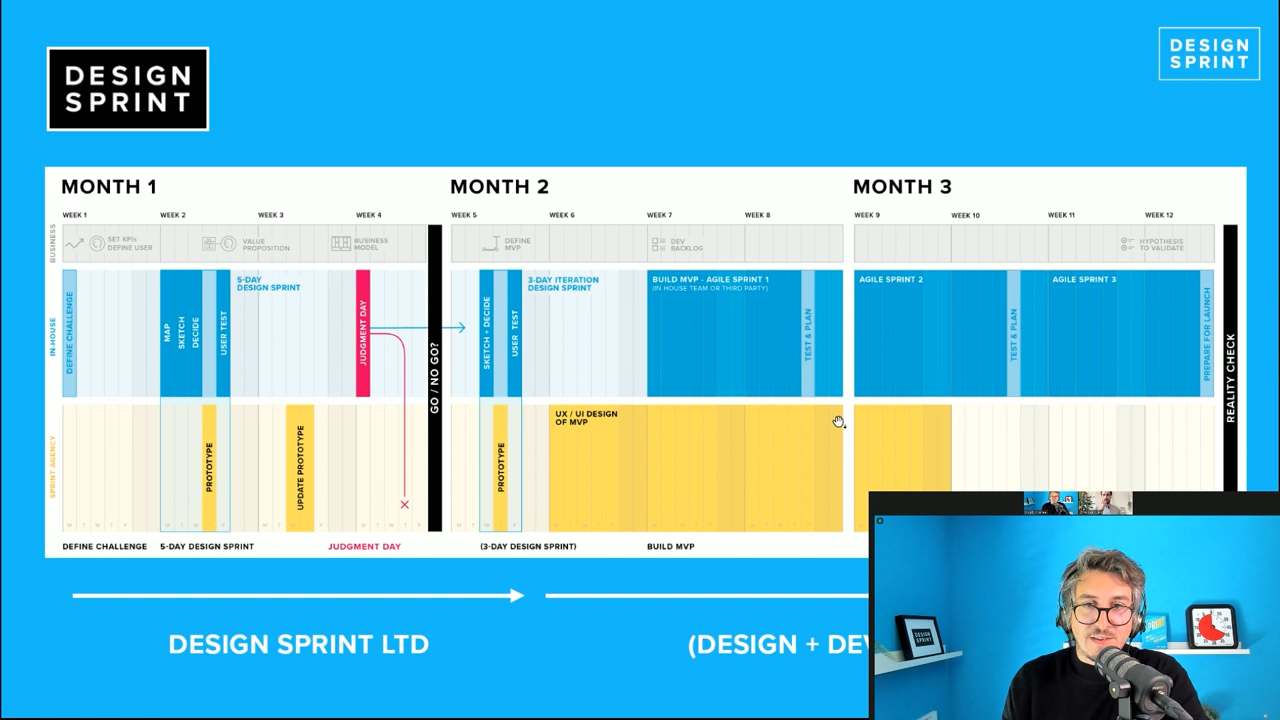 DESIGN
SPRINT
DESIGN
SPRINT
MONTH 1
MONTH 2
MONTH 3
WEEK 1
WEEK 2
WEEK 3
WEEK 4
WEEK 5
WEEK 6
WEEK 7
WEEK 8
WEEK 9
WEEK 10
WEEK 11
WEEK 12
BUSINESS
SET KPIs
DEFINE USER
VALUE
PROPOSITION
BUSINESS
MODEL
DEFINE
MVP
DEV
BACKLOG
HYPOTHESIS
TO VALIDATE
IN-HOUSE
DEFINE CHALLENGE
MAP
SKETCH
DECIDE
USER TEST
5-DAY
DESIGN SPRINT
JUDGMENT DAY
GO / NO GO?
SKETCH + DECIDE
USER TEST
3-DAY ITERATION
DESIGN SPRINT
BUILD MVP - AGILE SPRINT 1
(IN HOUSE TEAM OR THIRD PARTY)
TEST & PLAN
AGILE SPRINT 2
TEST & PLAN
AGILE SPRINT 3
PREPARE FOR LAUNCH
REALITY CHECK
SPRINT AGENCY
PROTOTYPE
UPDATE PROTOTYPE
PROTOTYPE
UX / UI DESIGN
OF MVP
DEFINE CHALLENGE
5-DAY DESIGN SPRINT
JUDGMENT DAY
(3-DAY DESIGN SPRINT)
BUILD MVP
DESIGN SPRINT LTD
(DESIGN + DEV
DESIGN
SPRINT